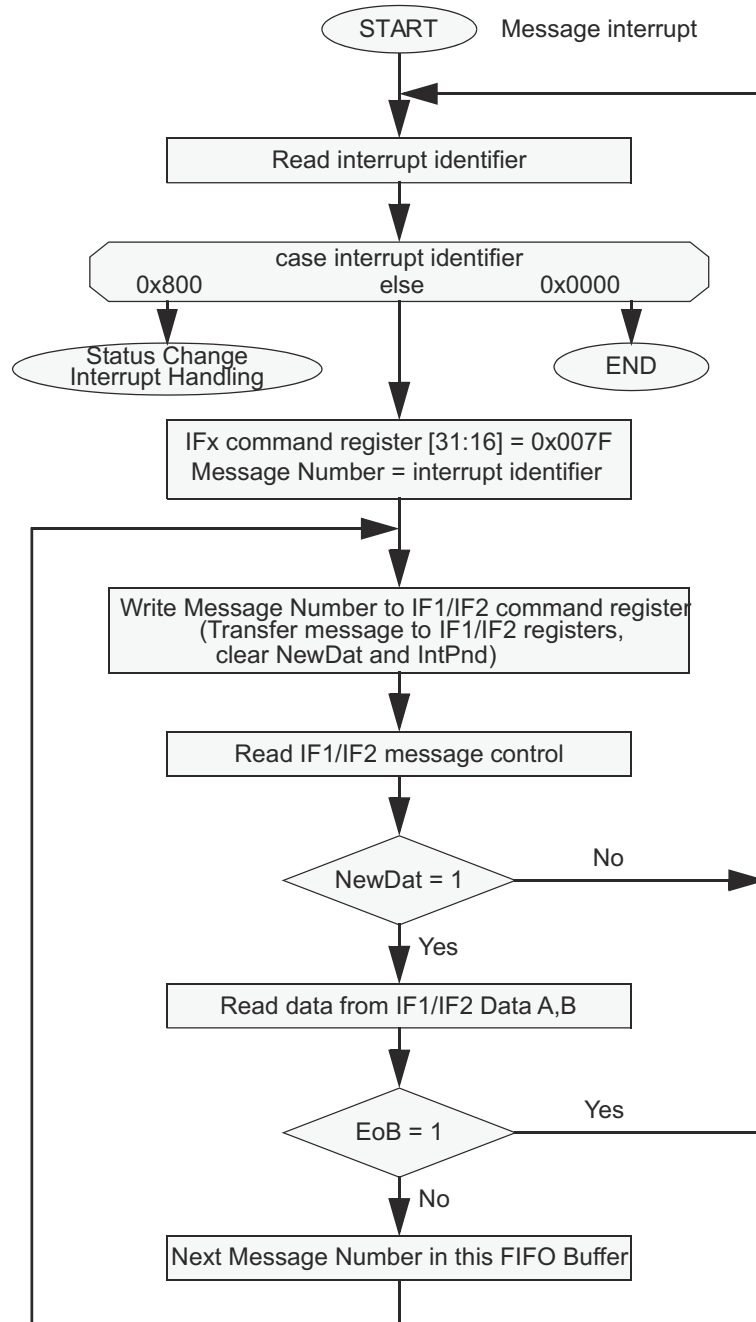 START Message interrupt
Read interrupt identifier
case interrupt identifier
0x800 else 0x0000
Status Change
Interrupt Handling
END
IFx command register [31:16] = 0x007F
Message Number = interrupt identifier
Write Message Number to IF1/IF2 command register
(Transfer message to IF1/IF2 registers,
clear NewDat and IntPnd)
Read IF1/IF2 message control
NewDat = 1
No
Yes
Read data from IF1/IF2 Data A,B
EoB = 1
Yes
No
Next Message Number in this FIFO Buffer